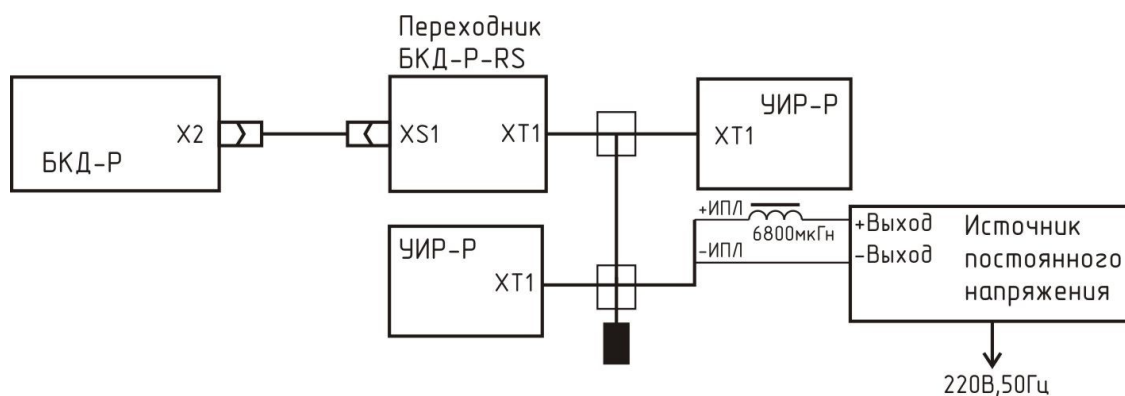 Переходник
БКД-Р-RS
БКД-Р
X2
XS1
XT1
УИР-Р
XT1
УИР-Р
XT1
+ИПЛ
6800мкГн
-ИПЛ
+Выход
-Выход
Источник
постоянного
напряжения
220В,50Гц